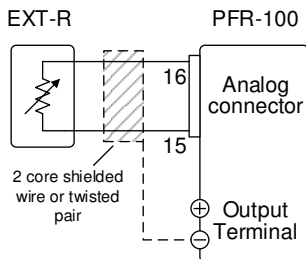 EXT-R
PFR-100
16
Analog
connector
15
2 core shielded
wire or twisted
pair
Output
Terminal